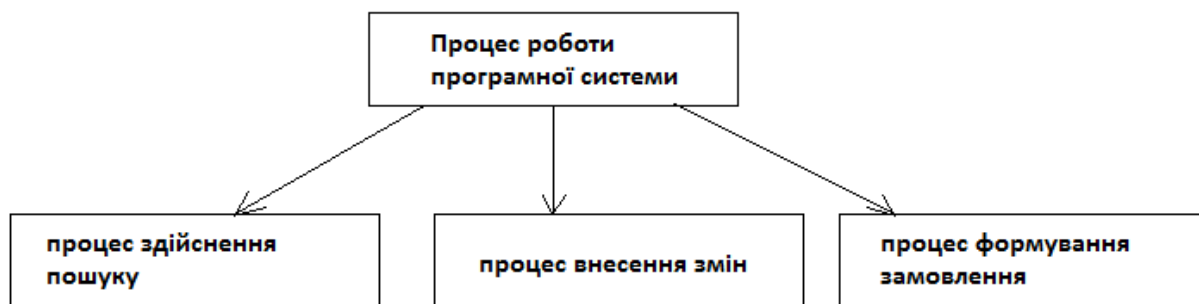 Процес роботи
програмної системи
процес здійснення
пошуку
процес внесення змін
процес формування
замовлення